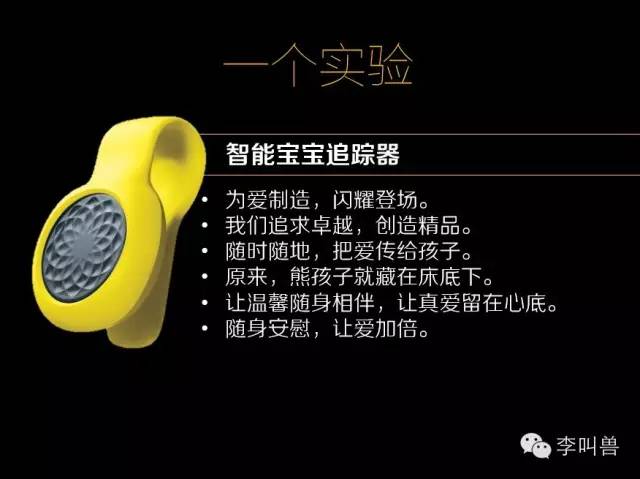 一个实验
智能宝宝追踪器
• 为爱制造，闪耀登场。
• 我们追求卓越，创造精品。
• 随时随地，把爱传给孩子。
• 原来，熊孩子就藏在床底下。
• 让温馨随身相伴，让真爱留在心底。
• 随身安慰，让爱加倍。
李叫兽